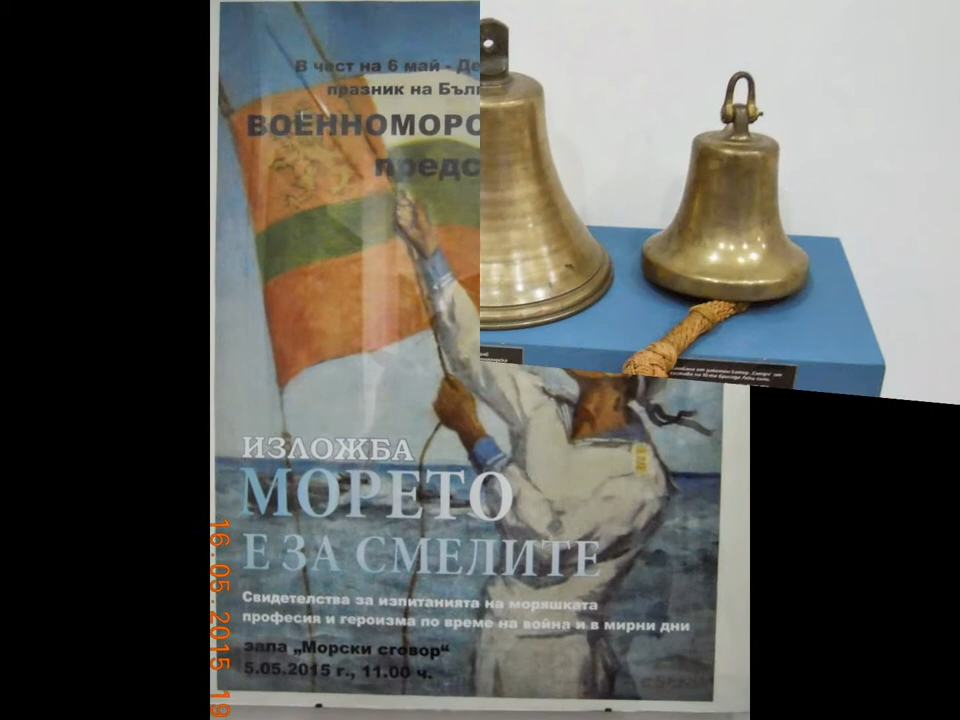 В чест на 6 май - Де
празник на Бълг
ВОЕННОМОРС
предс
ИЗЛОЖБА
МОРЕТО
Е ЗА СМЕЛИТЕ
Свидетелства за изпитанията на моряшката
професия и героизма по време на война и в мирни дни
зала „Морски сговор“
5.05.2015 г., 11.00 ч.
16.05.2015 19